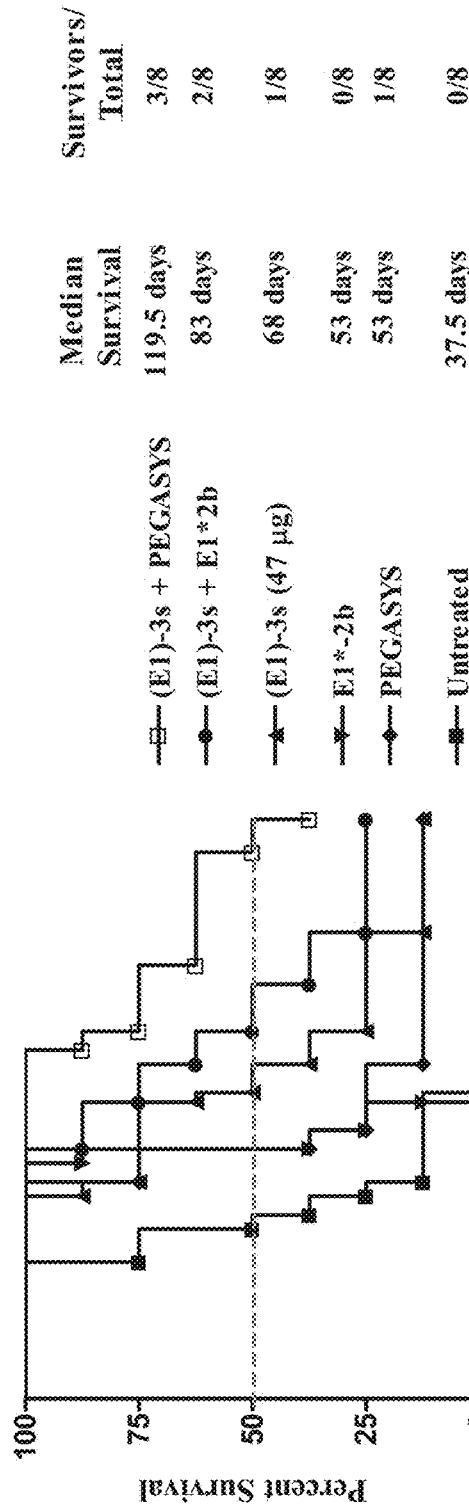 Median Survivors/
Survival Total
(E1)-3s + PEGASYS 119.5 days 3/8
(E1)-3s + E1*2b 83 days 2/8
(E1)-3s (47 µg) 68 days 1/8
E1*-2b 53 days 0/8
PEGASYS 53 days 1/8
Untreated 37.5 days 0/8
Percent Survival
100
75
50
25